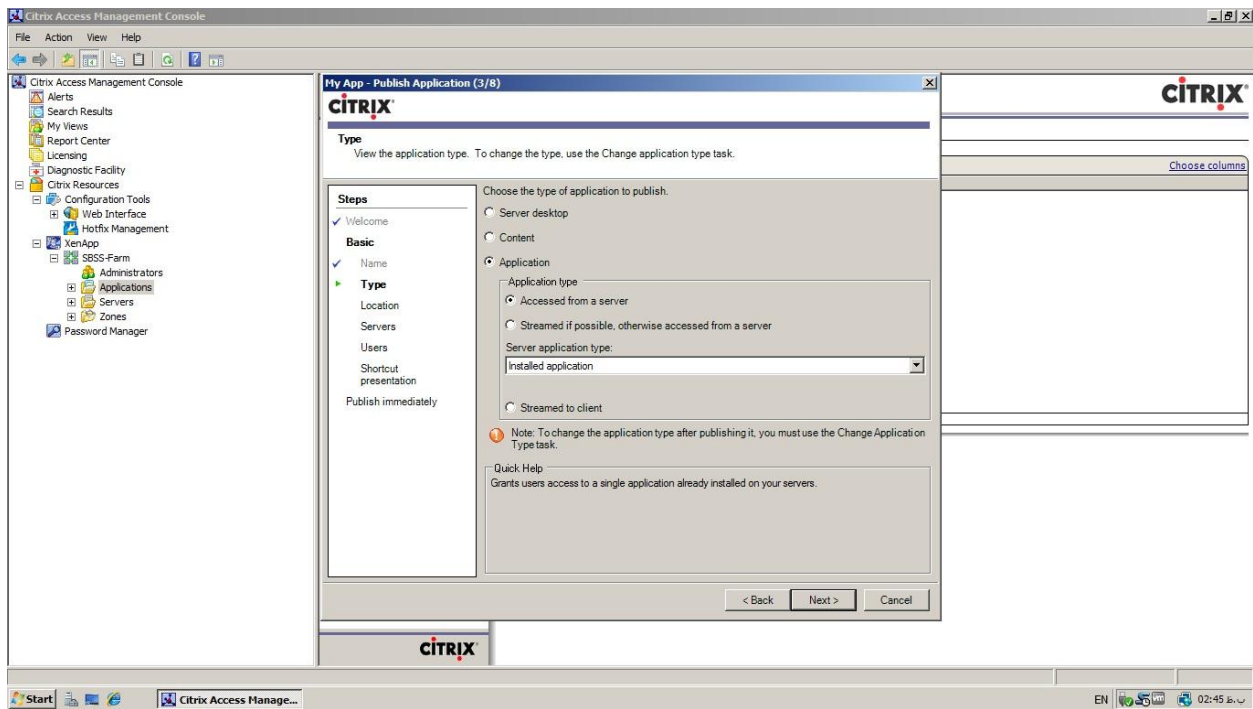 Citrix Access Management Console
File Action View Help
Citrix Access Management Console
Alerts
Search Results
My Views
Report Center
Licensing
Diagnostic Facility
Citrix Resources
Configuration Tools
Web Interface
Hotfix Management
XenApp
SBSS-Farm
Administrators
Applications
Servers
Zones
Password Manager
My App - Publish Application (3/8)
CITRIX
Type
View the application type. To change the type, use the Change application type task.
Steps
Welcome
Basic
Name
Type
Location
Servers
Users
Shortcut
presentation
Publish immediately
Choose the type of application to publish.
Server desktop
Content
Application
Application type
Accessed from a server
Streamed if possible, otherwise accessed from a server
Server application type:
Installed application
Streamed to client
Note: To change the application type after publishing it, you must use the Change Application
Type task.
Quick Help
Grants users access to a single application already installed on your servers.
< Back Next > Cancel
CITRIX
Choose columns
CITRIX
Start Citrix Access Manage... EN 02:45 ب.ظ